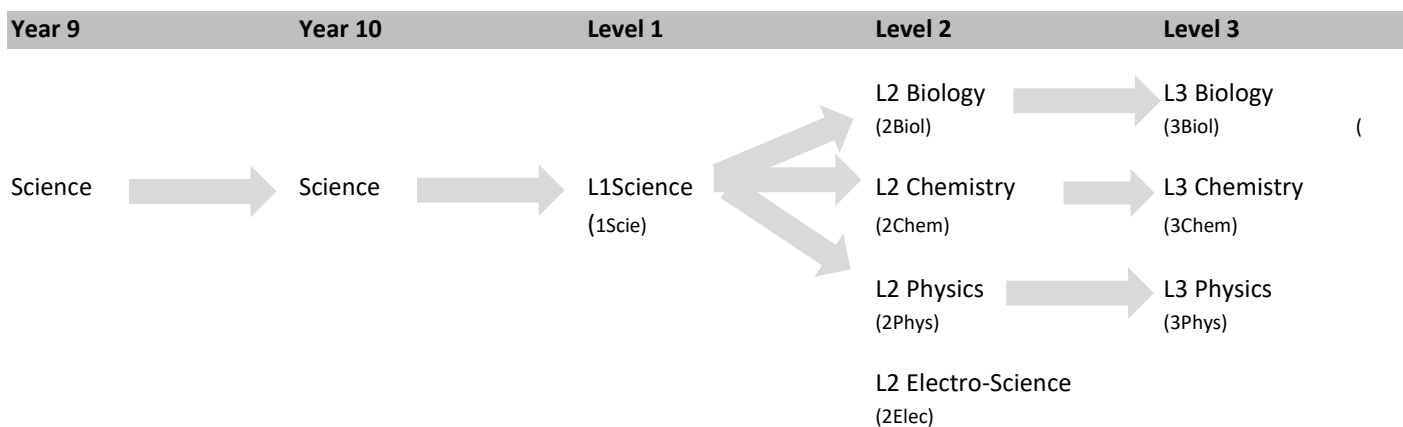 Year 9 Year 10 Level 1 Level 2 Level 3
L2 Biology L3 Biology
(2Biol) (3Biol) (
Science Science L1Science L2 Chemistry L3 Chemistry
(1Scie) (2Chem) (3Chem)
L2 Physics L3 Physics
(2Phys) (3Phys)
L2 Electro-Science
(2Elec)